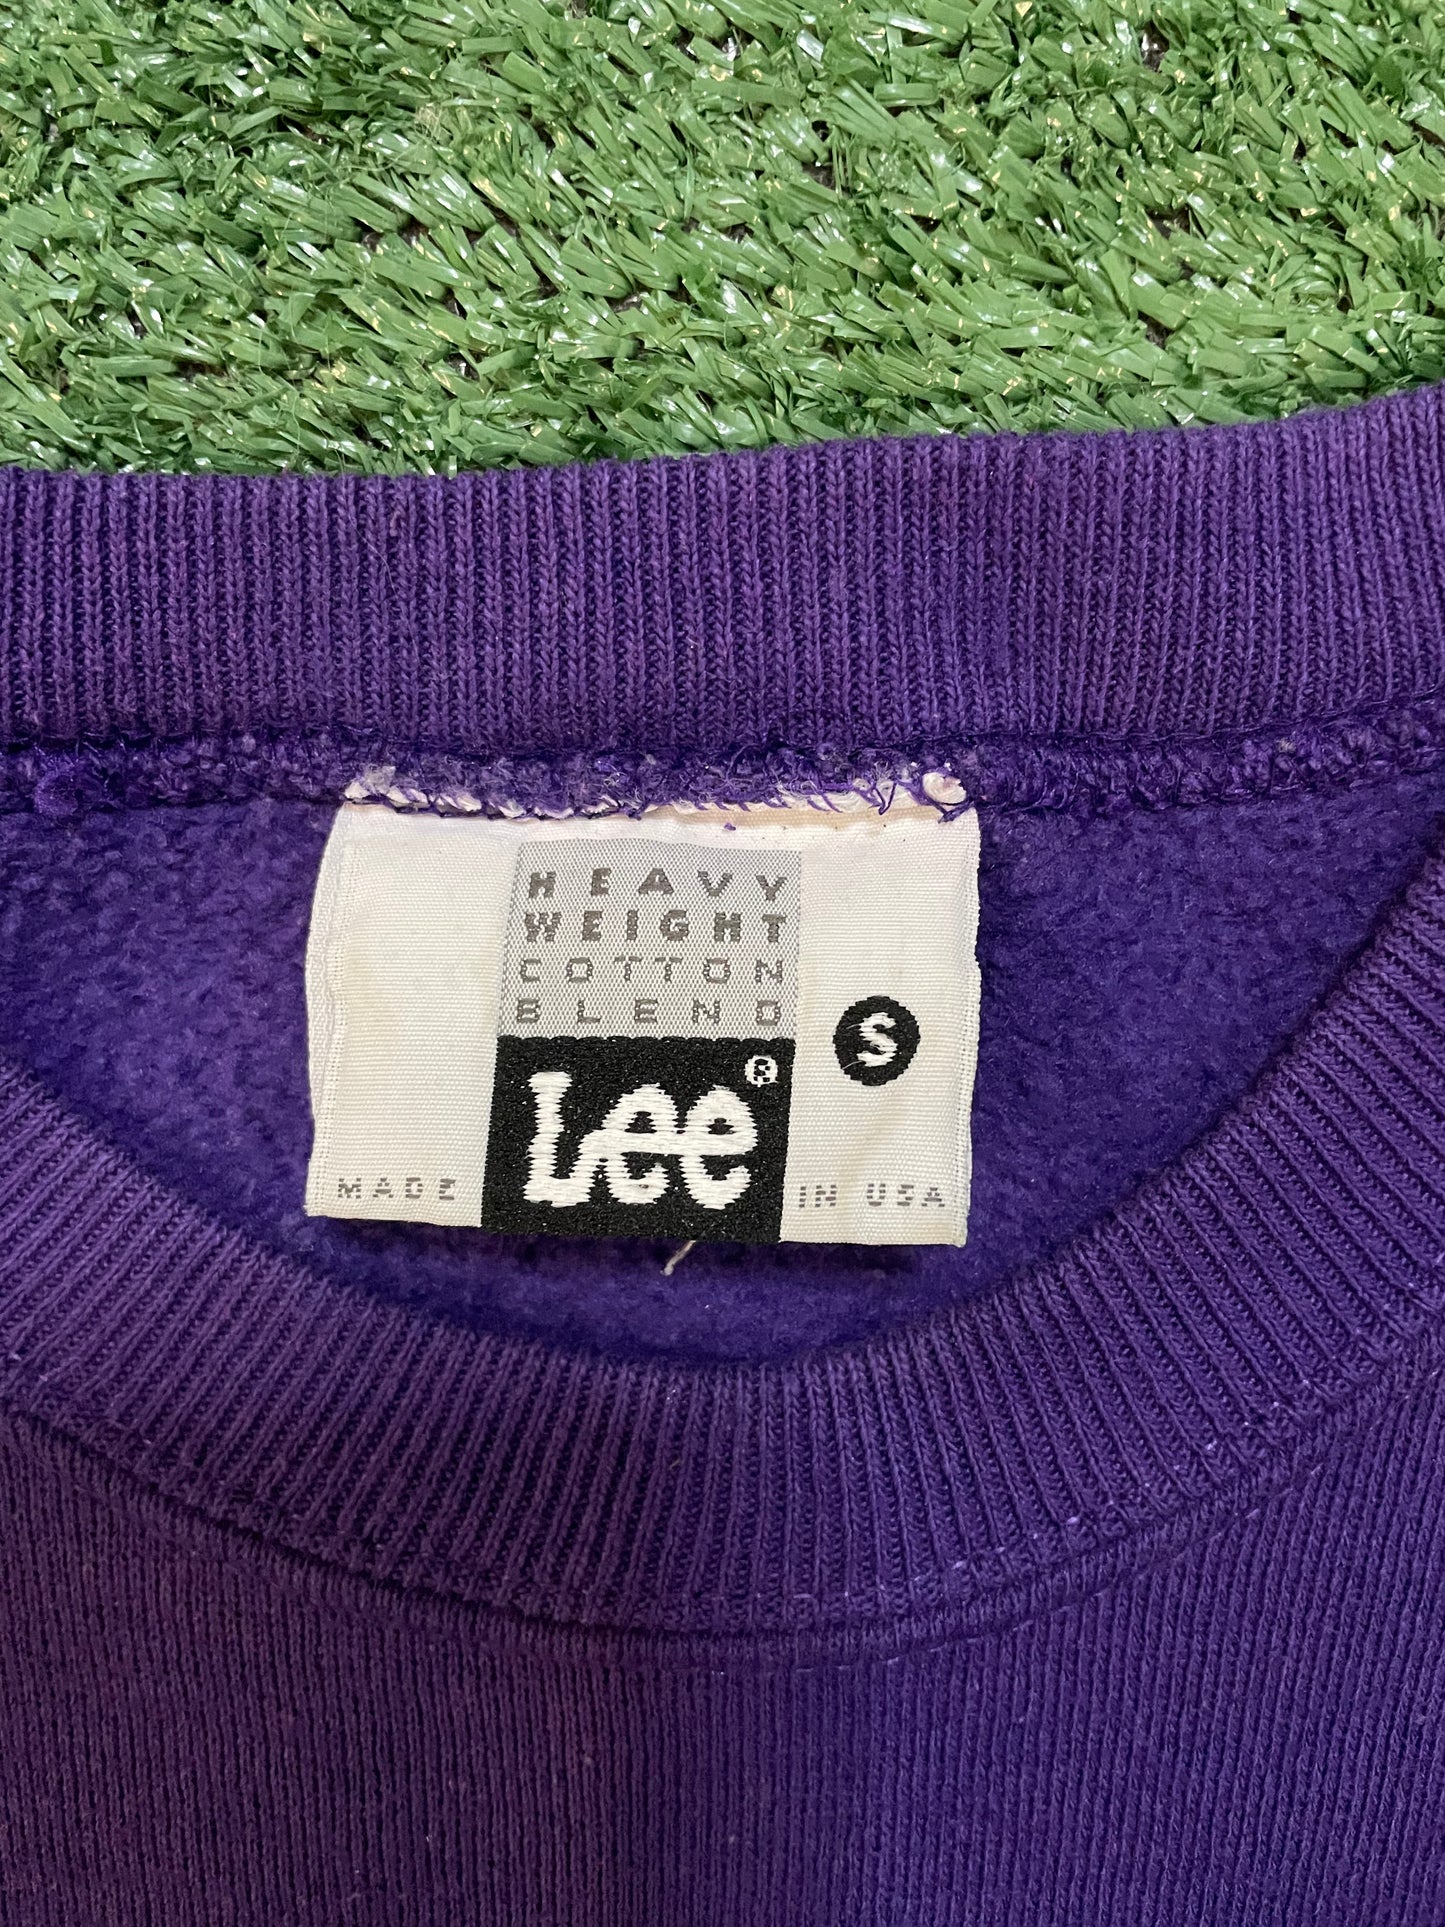 HEAVY
WEIGHT
COTTON
BLEND
S
Lee®
MADE IN USA